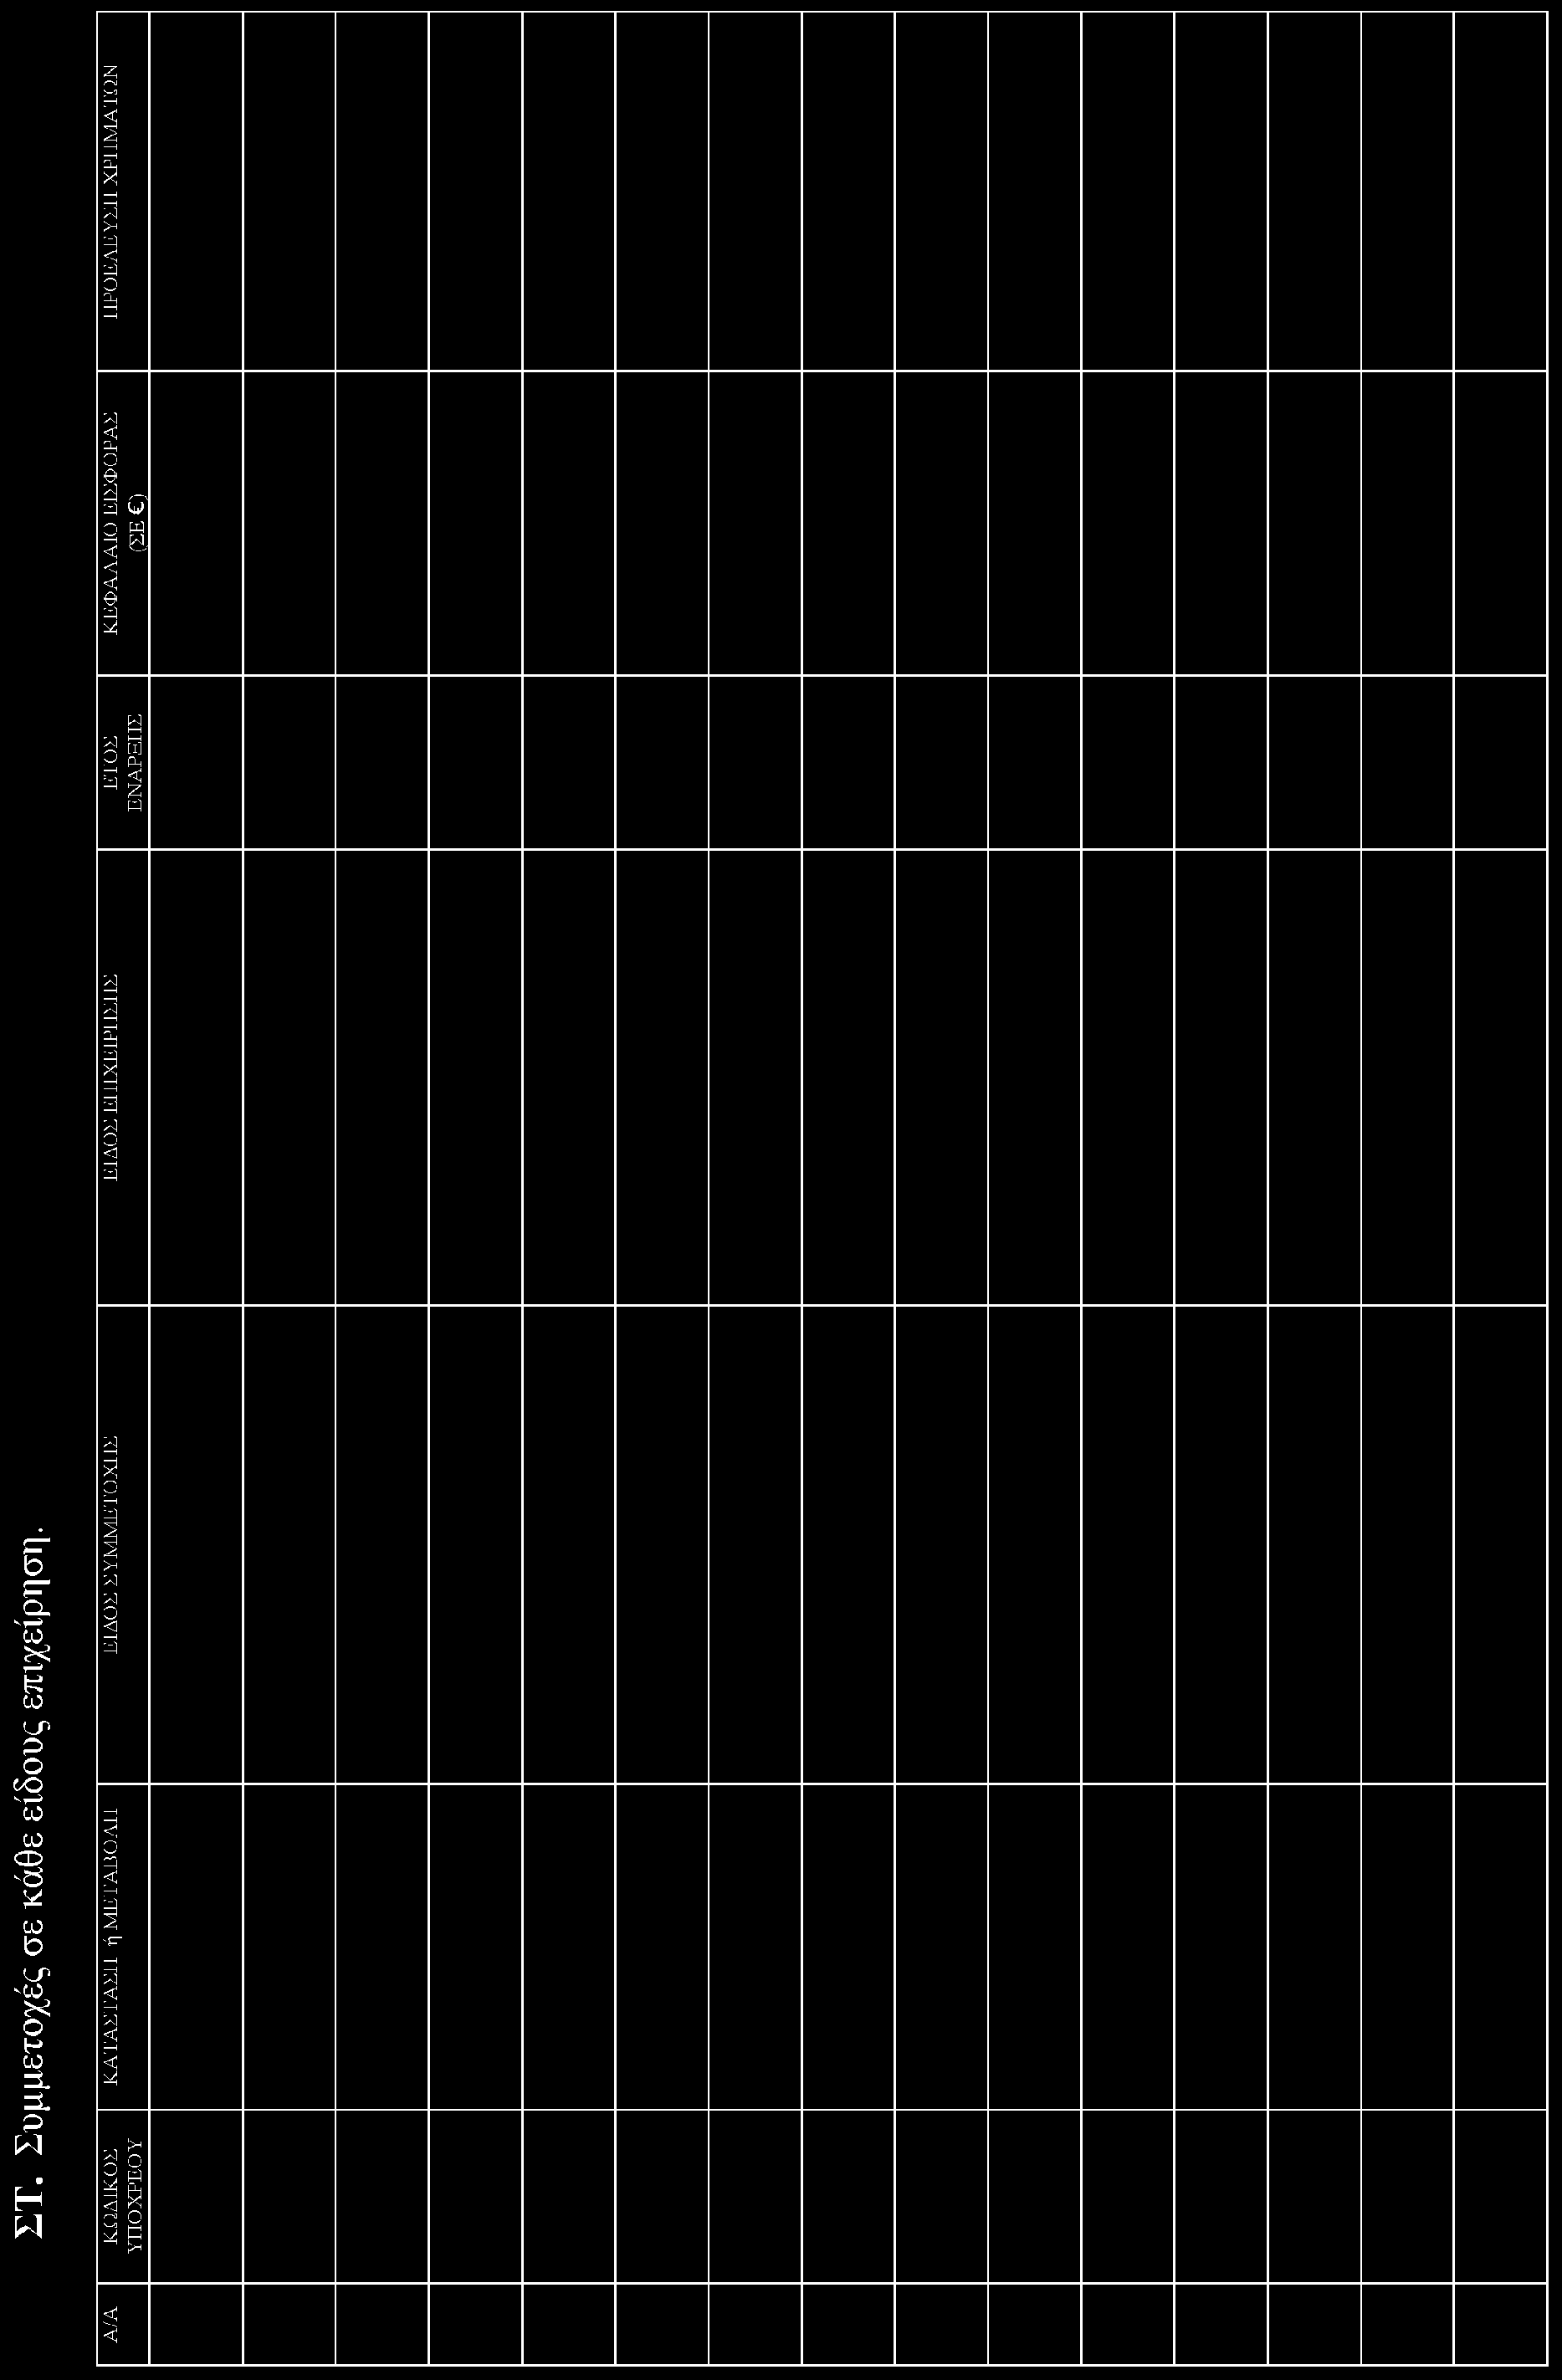 ΣΤ. Συμμετοχές σε κάθε είδους επιχείρηση.
Α/Α
ΚΩΔΙΚΟΣ
ΥΠΟΧΡΕΟΥ
ΚΑΤΑΣΤΑΣΗ ή ΜΕΤΑΒΟΛΗ
ΕΙΔΟΣ ΣΥΜΜΕΤΟΧΗΣ
ΕΙΔΟΣ ΕΠΙΧΕΙΡΗΣΗΣ
ΕΤΟΣ
ΕΝΑΡΞΗΣ
ΚΕΦΑΛΑΙΟ ΕΙΣΦΟΡΑΣ
(ΣΕ €)
ΠΡΟΕΛΕΥΣΗ ΧΡΗΜΑΤΩΝ